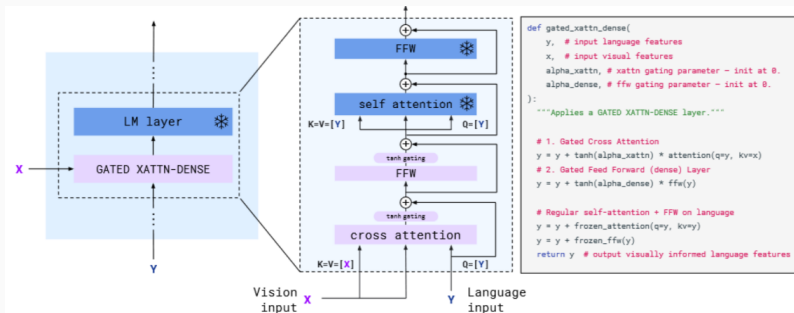 LM layer
X
GATED XATTN-DENSE
Y
FFW
self attention
K=V=[Y]
Q=[Y]
tanh gating
FFW
tanh gating
cross attention
K=V=[X]
Q=[Y]
Vision
input
X
Y
Language
input
def gated_xattn_dense(
y, # input language features
x, # input visual features
alpha_xattn, # xattn gating parameter – init at 0.
alpha_dense, # ffw gating parameter – init at 0.
):
"""Applies a GATED XATTN-DENSE layer."""
# 1. Gated Cross Attention
y = y + tanh(alpha_xattn) * attention(q=y, kv=x)
# 2. Gated Feed Forward (dense) Layer
y = y + tanh(alpha_dense) * ffw(y)
# Regular self-attention + FFW on language
y = y + frozen_attention(q=y, kv=y)
y = y + frozen_ffw(y)
return y # output visually informed language features